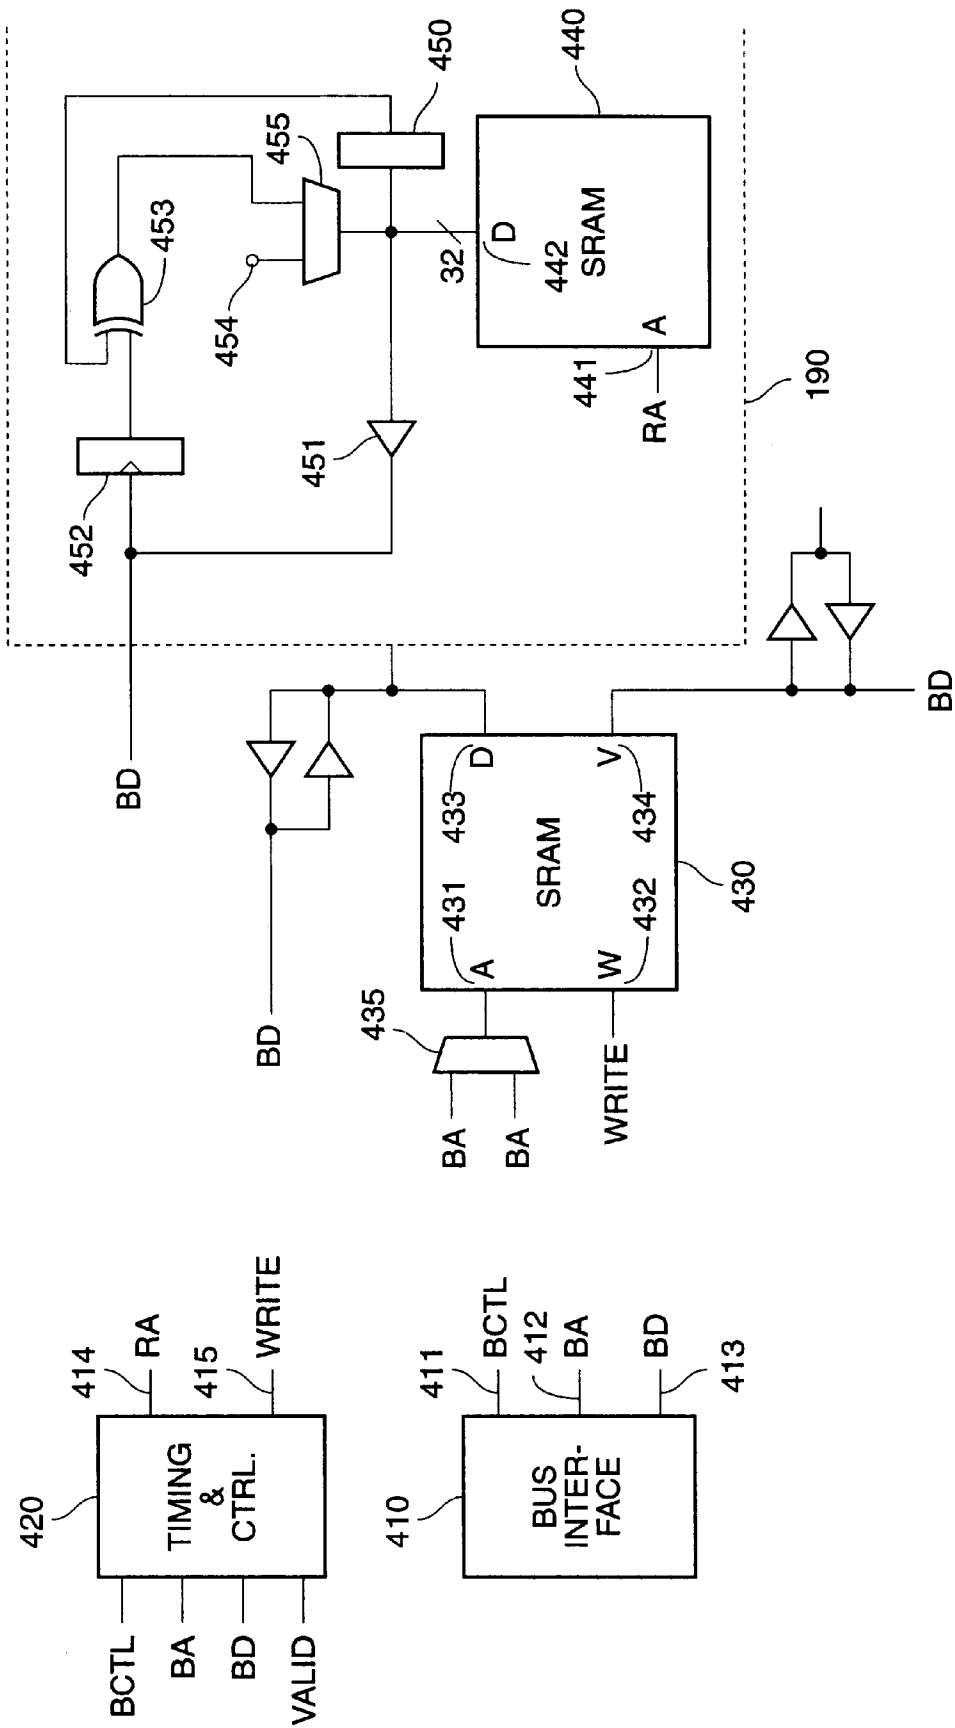 BCTL
BA
BD
VALID
420
TIMING
&
CTRL.
414
RA
415
WRITE
410
BUS
INTER-
FACE
411
BCTL
412
BA
BD
413
BD
BD
BA
BA
435
WRITE
A
431
W
432
SRAM
D
433
V
434
430
BD
452
453
454
455
450
451
32
RA
441
A
D
442
SRAM
440
190